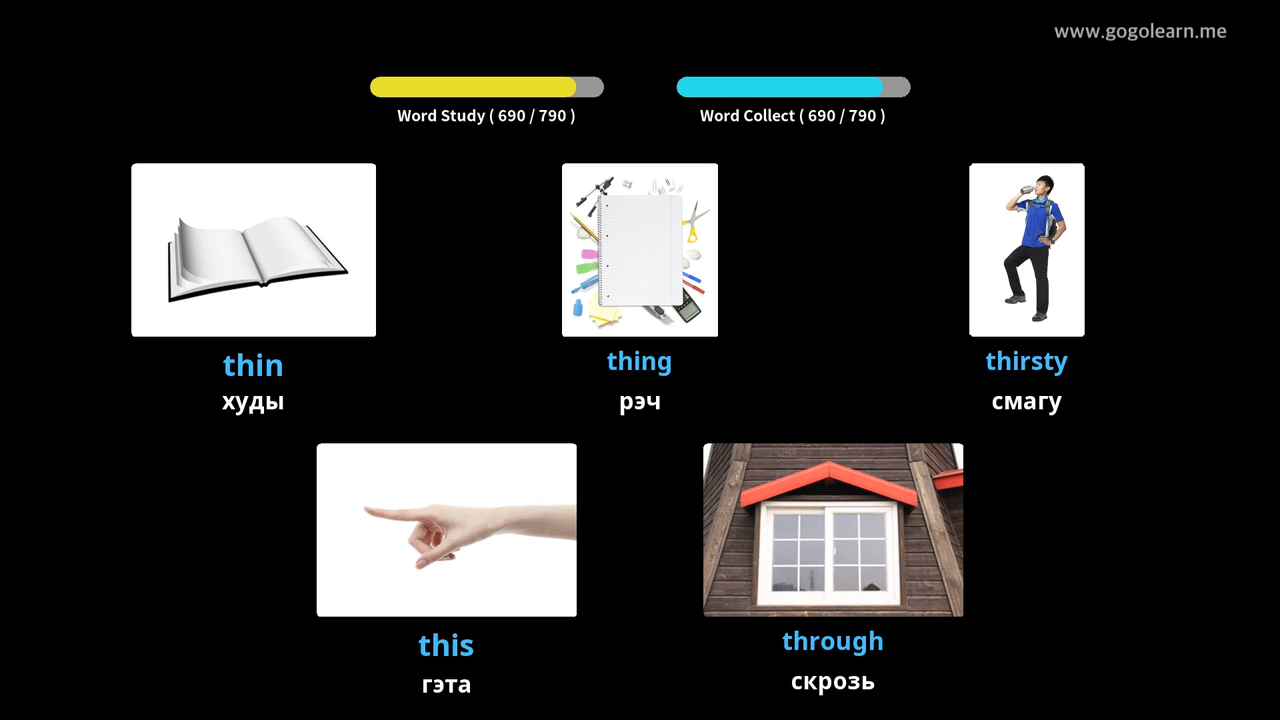 www.gogolearn.me
Word Study ( 690 / 790 )
Word Collect ( 690 / 790 )
thin
худы
thing
рэч
thirsty
смагу
this
гэта
through
скрозь